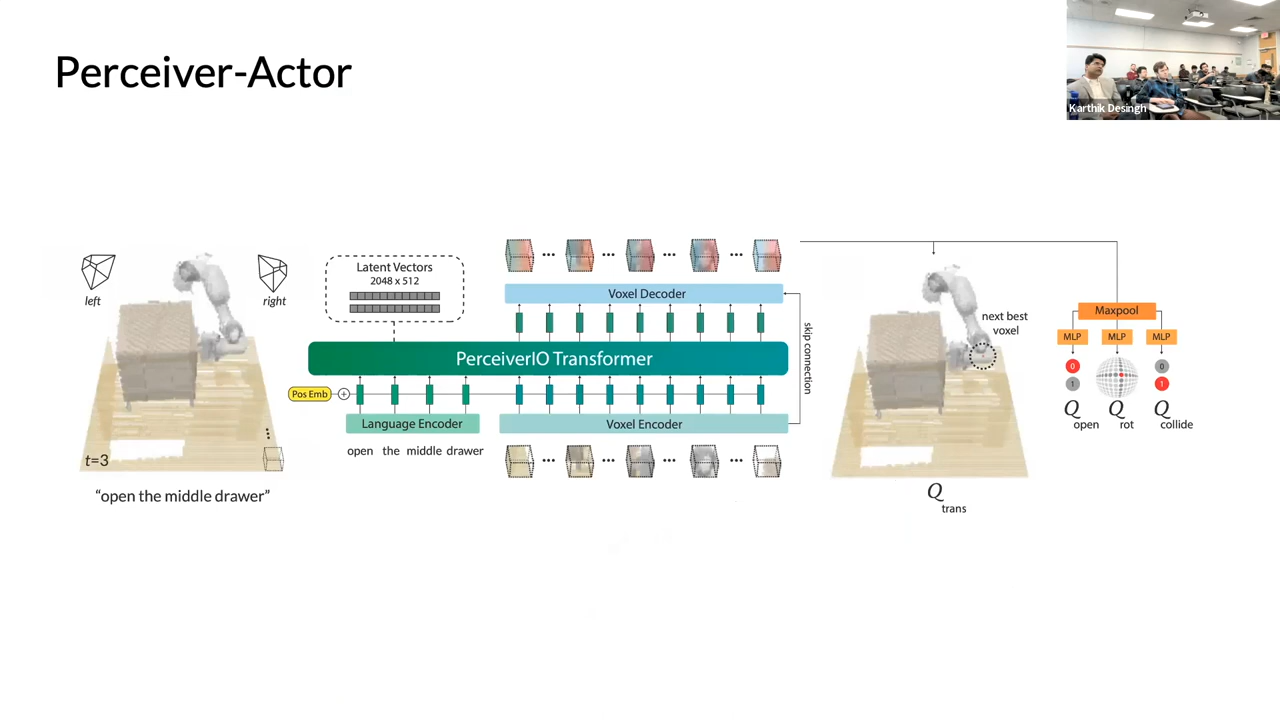 Perceiver-Actor
Karthik Desingh
left
right
t=3
"open the middle drawer"
Latent Vectors
2048 x 512
Voxel Decoder
PerceiverIO Transformer
skip connection
Pos Emb
+
Language Encoder
Voxel Encoder
open the middle drawer
next best
voxel
Q
trans
Maxpool
MLP MLP MLP
0 0
1 1
Q Q Q
open rot collide